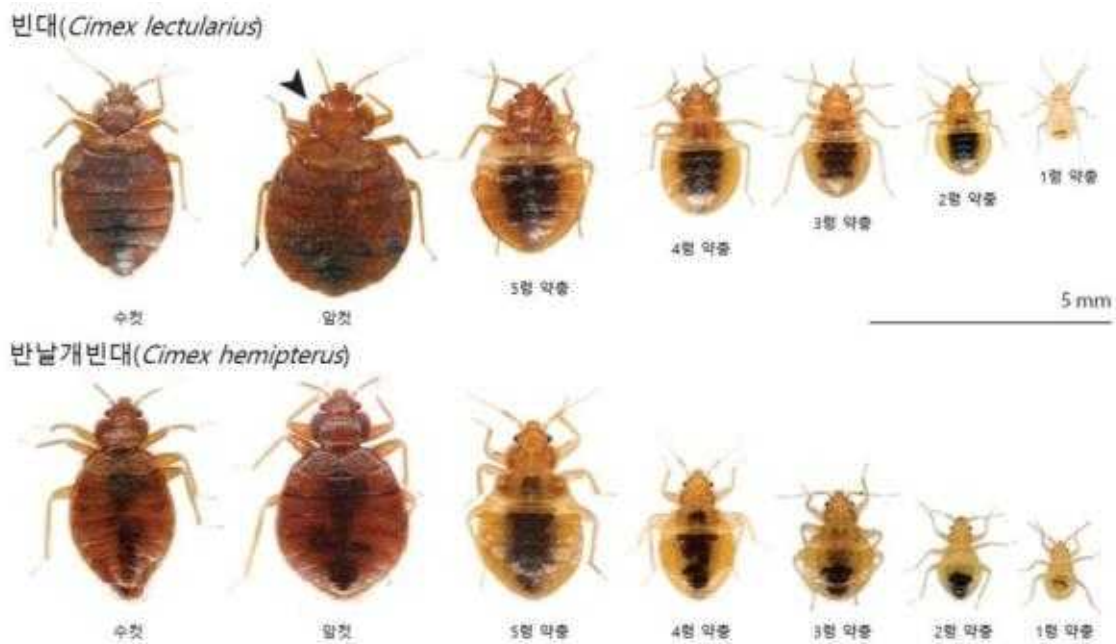 빈대(Cimex lectularius)
수컷
암컷
5령 약충
4령 약충
3령 약충
2령 약충
1령 약충
5 mm
반날개빈대(Cimex hemipterus)
수컷
암컷
5령 약충
4령 약충
3령 약충
2령 약충
1령 약충